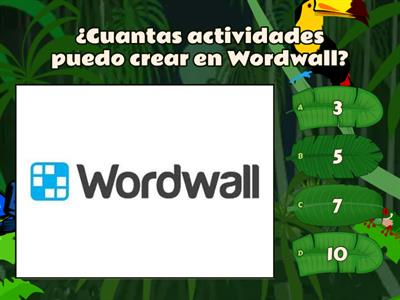 ¿Cuantas actividades
puedo crear en Wordwall?
Wordwall
A 3
B 5
C 7
D 10